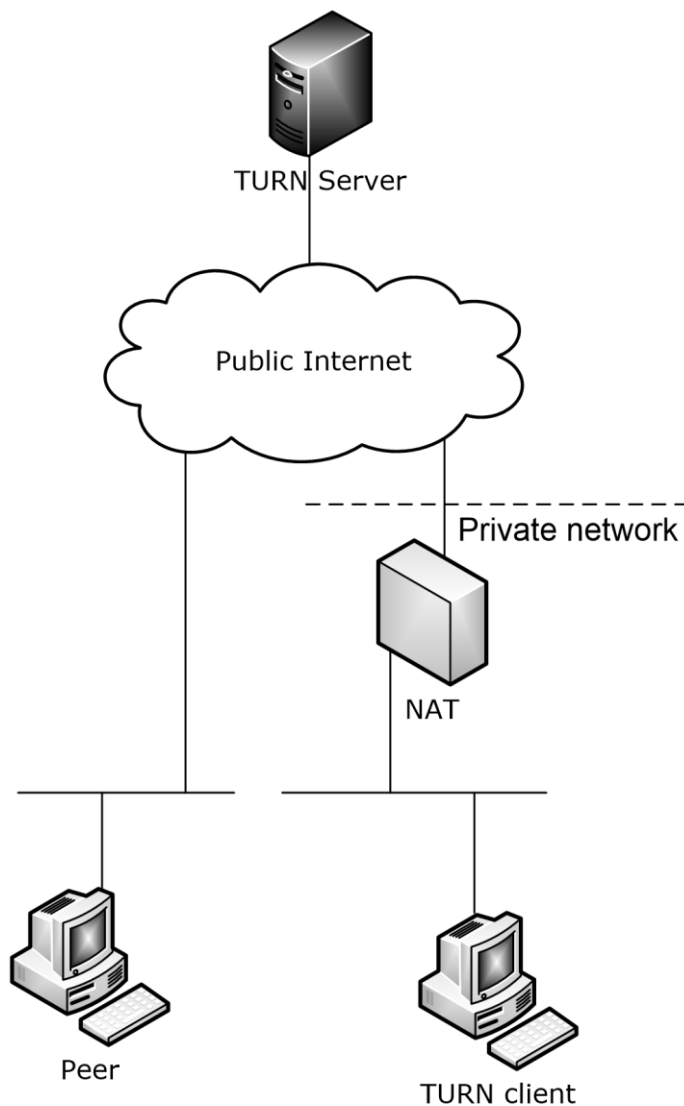 TURN Server
Public Internet
Private network
NAT
Peer
TURN client